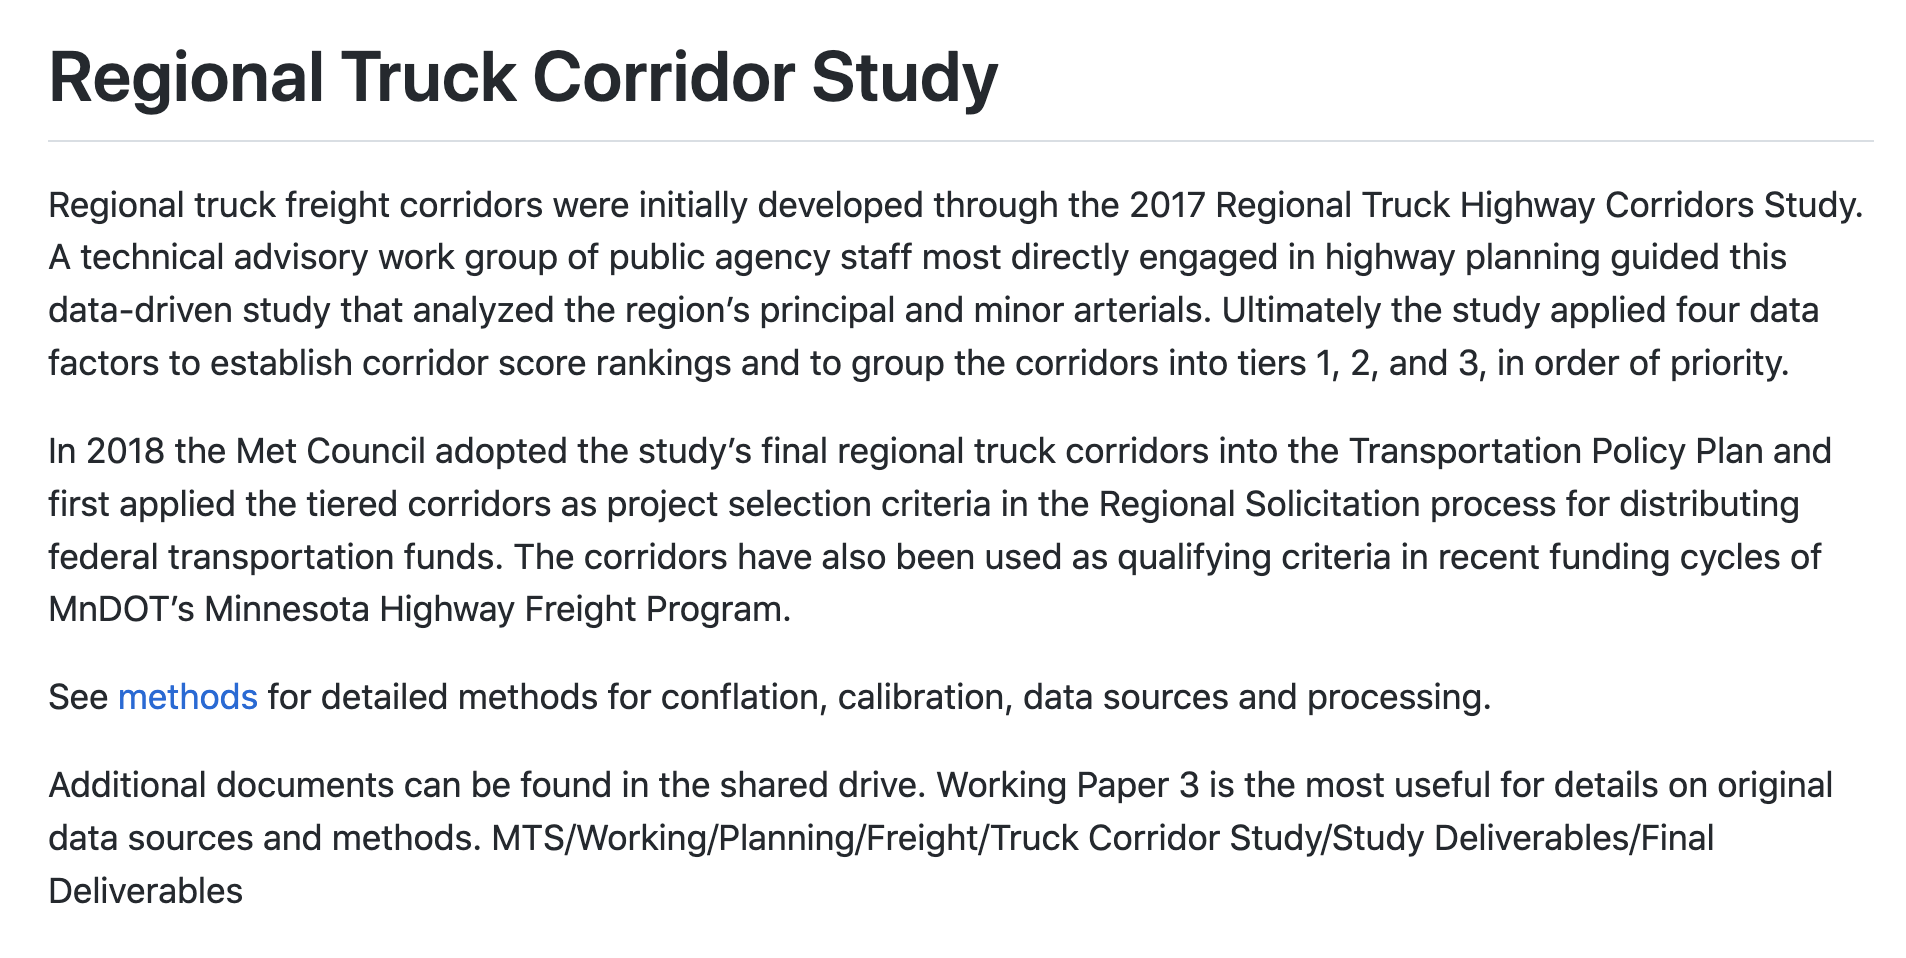 Regional Truck Corridor Study
Regional truck freight corridors were initially developed through the 2017 Regional Truck Highway Corridors Study.
A technical advisory work group of public agency staff most directly engaged in highway planning guided this
data-driven study that analyzed the region’s principal and minor arterials. Ultimately the study applied four data
factors to establish corridor score rankings and to group the corridors into tiers 1, 2, and 3, in order of priority.
In 2018 the Met Council adopted the study’s final regional truck corridors into the Transportation Policy Plan and
first applied the tiered corridors as project selection criteria in the Regional Solicitation process for distributing
federal transportation funds. The corridors have also been used as qualifying criteria in recent funding cycles of
MnDOT’s Minnesota Highway Freight Program.
See methods for detailed methods for conflation, calibration, data sources and processing.
Additional documents can be found in the shared drive. Working Paper 3 is the most useful for details on original
data sources and methods. MTS/Working/Planning/Freight/Truck Corridor Study/Study Deliverables/Final
Deliverables